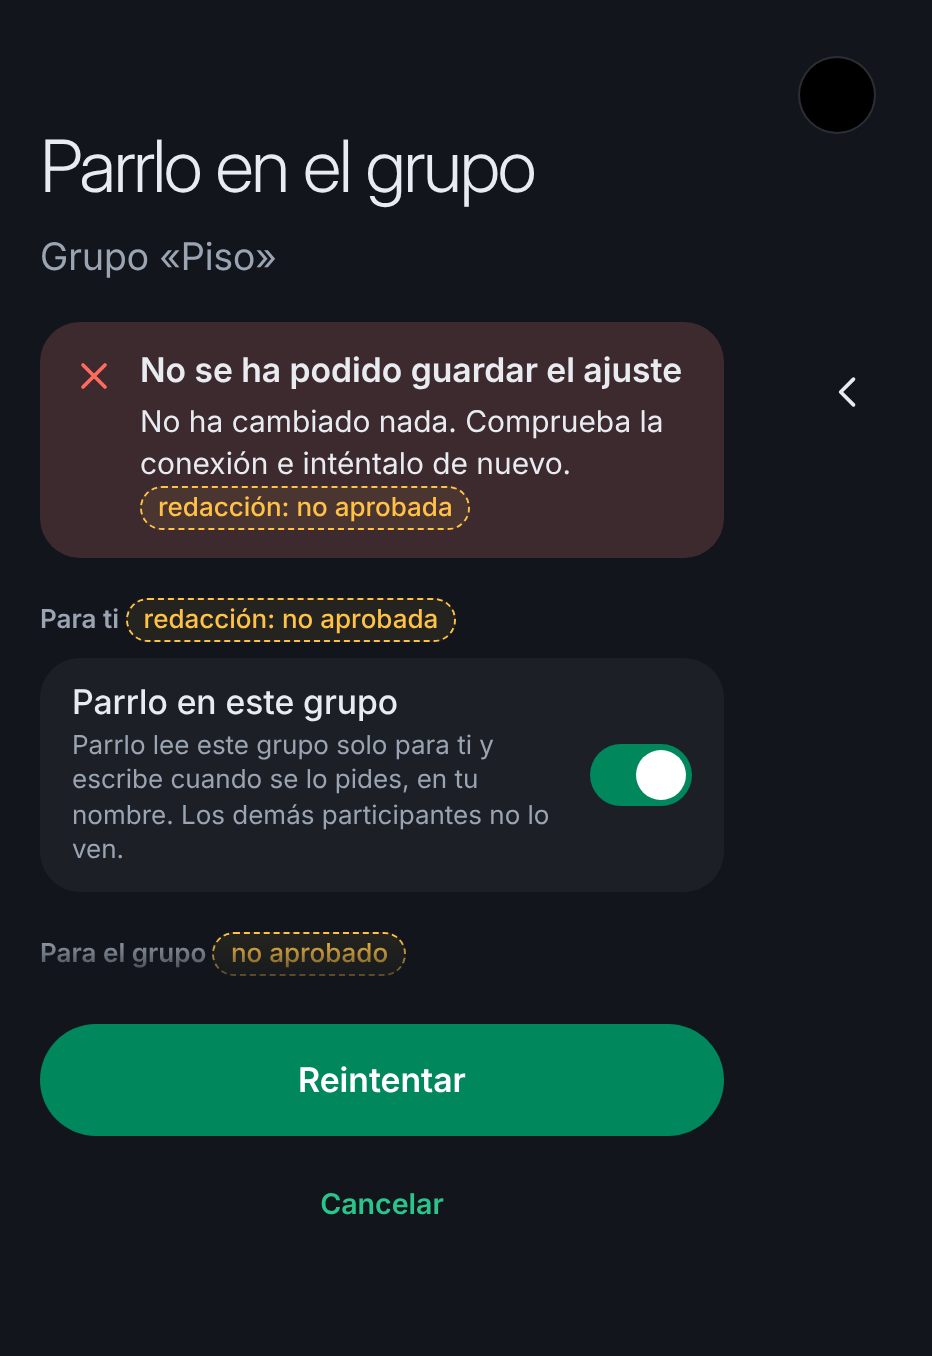 Parrlo en el grupo
Grupo «Piso»
No se ha podido guardar el ajuste
No ha cambiado nada. Comprueba la
conexión e inténtalo de nuevo.
redacción: no aprobada
Para ti redacción: no aprobada
Parrlo en este grupo
Parrlo lee este grupo solo para ti y
escribe cuando se lo pides, en tu
nombre. Los demás participantes no lo
ven.
Para el grupo no aprobado
Reintentar
Cancelar